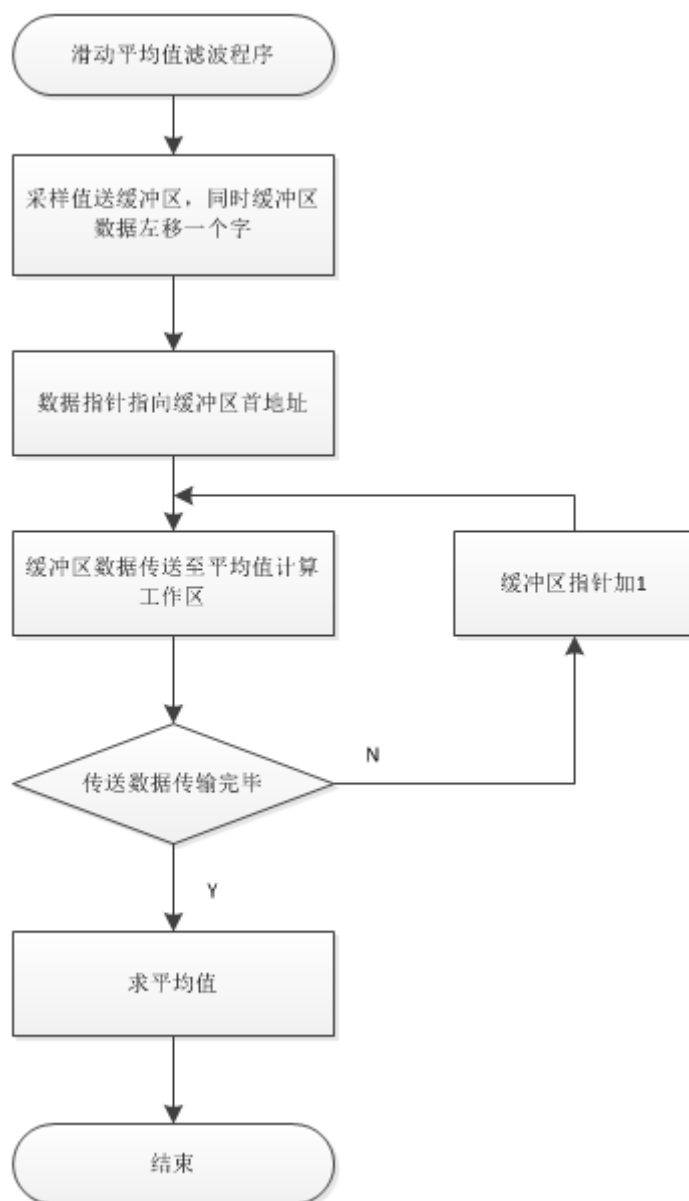 滑动平均值滤波程序
采样值送缓冲区，同时缓冲区
数据左移一个字
数据指针指向缓冲区首地址
缓冲区数据传送至平均值计算
工作区
缓冲区指针加1
传送数据传输完毕
N
Y
求平均值
结束